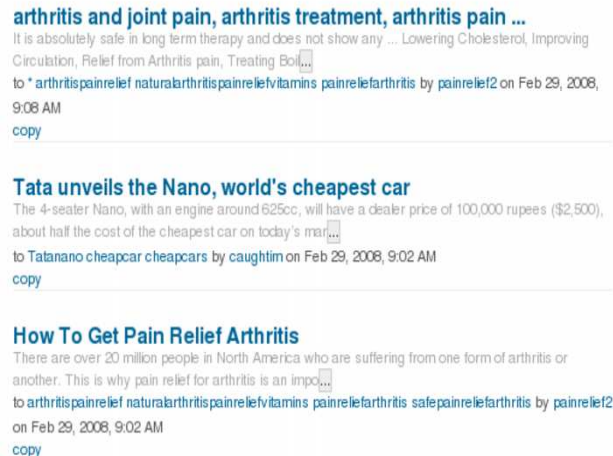 arthritis and joint pain, arthritis treatment, arthritis pain ...
It is absolutely safe in long term therapy and does not show any ... Lowering Cholesterol, Improving
Circulation, Relief from Arthritis pain, Treating Boil...
to * arthritispainrelief naturalarthritispainreliefvitamins painreliefarthritis by painrelief2 on Feb 29, 2008,
9:08 AM
copy
Tata unveils the Nano, world's cheapest car
The 4-seater Nano, with an engine around 625cc, will have a dealer price of 100,000 rupees ($2,500),
about half the cost of the cheapest car on today's mar...
to Tatanano cheapcar cheapcars by caughtim on Feb 29, 2008, 9:02 AM
copy
How To Get Pain Relief Arthritis
There are over 20 million people in North America who are suffering from one form of arthritis or
another. This is why pain relief for arthritis is an impo...
to arthritispainrelief naturalarthritispainreliefvitamins painreliefarthritis safepainreliefarthritis by painrelief2
on Feb 29, 2008, 9:02 AM
copy